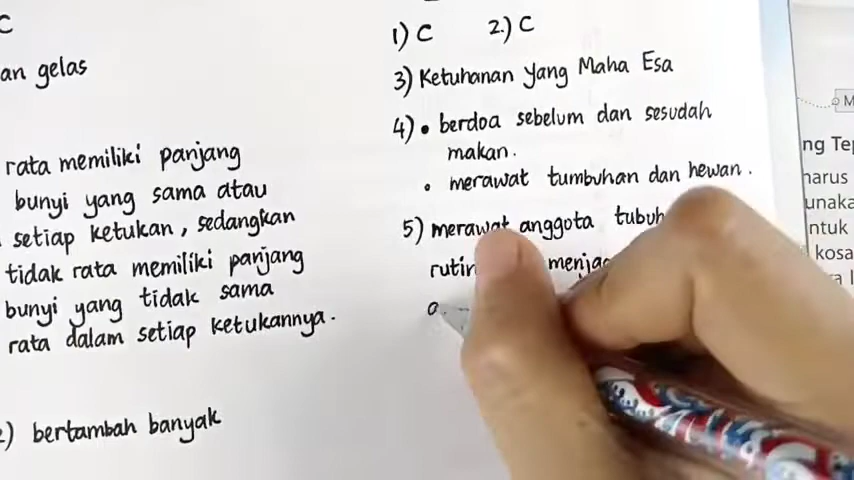 C
an gelas
rata memiliki panjang
bunyi yang sama atau
setiap ketukan, sedangkan
tidak rata memiliki panjang
bunyi yang tidak sama
rata dalam setiap ketukannya.
2) bertambah banyak
1) C 2.) C
3) Ketuhanan Yang Maha Esa
4) • berdoa sebelum dan sesudah
makan.
• merawat tumbuhan dan hewan.
5) merawat anggota tubuh
M
ng Te
harus
unaka
ntuk
kosa